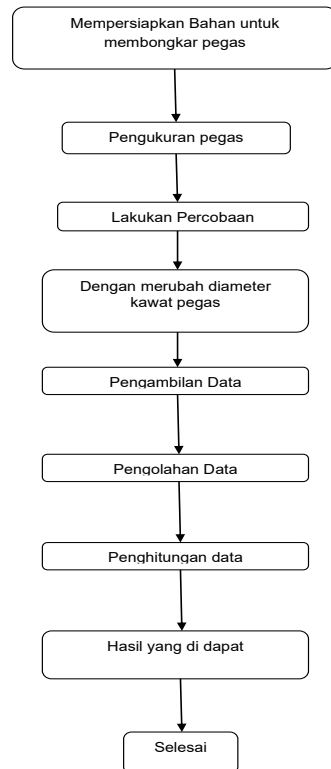 Mempersiapkan Bahan untuk
membongkar pegas
Pengukuran pegas
Lakukan Percobaan
Dengan merubah diameter
kawat pegas
Pengambilan Data
Pengolahan Data
Penghitungan data
Hasil yang di dapat
Selesai